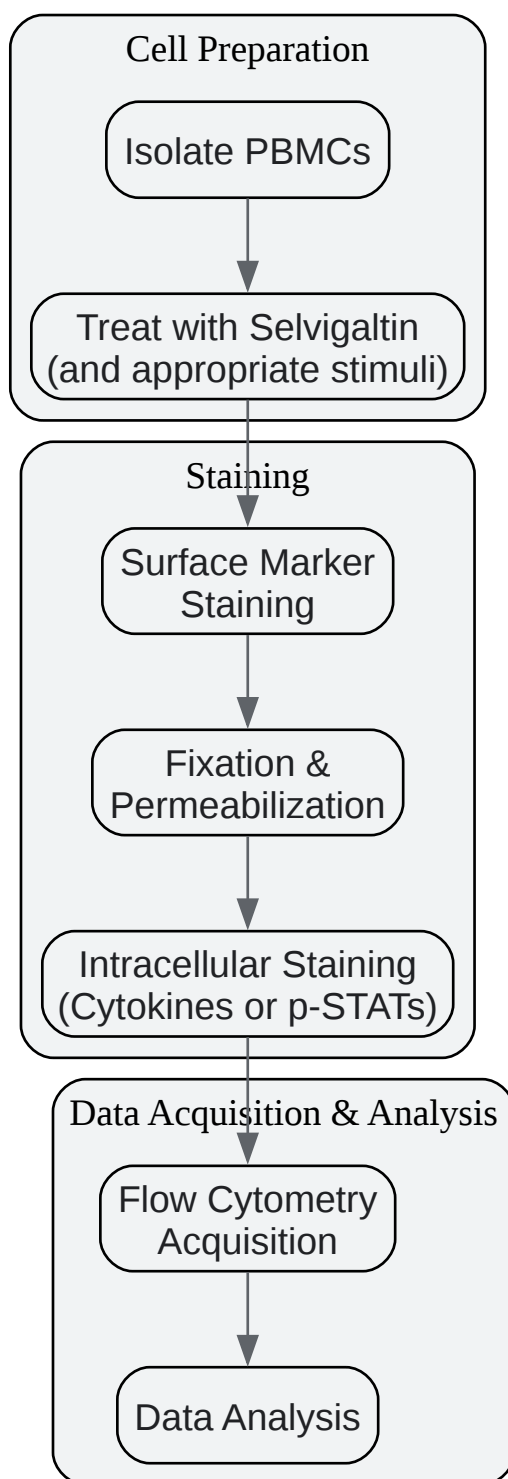 Cell Preparation
Isolate PBMCs
Treat with Selvigaltin
(and appropriate stimuli)
Staining
Surface Marker
Staining
Fixation &
Permeabilization
Intracellular Staining
(Cytokines or p-STATs)
Data Acquisition & Analysis
Flow Cytometry
Acquisition
Data Analysis